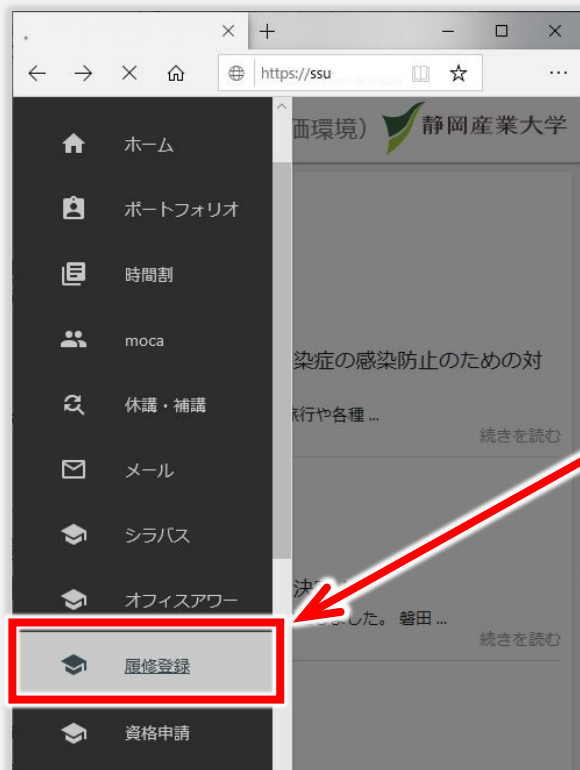 https://ssu
価環境）
静岡産業大学
ホーム
ポートフォリオ
時間割
moca
染症の感染防止のための対
休講・補講
旅行や各種 ...
続きを読む
メール
シラバス
オフィスアワー
決
しました。 磐田 ...
続きを読む
履修登録
資格申請